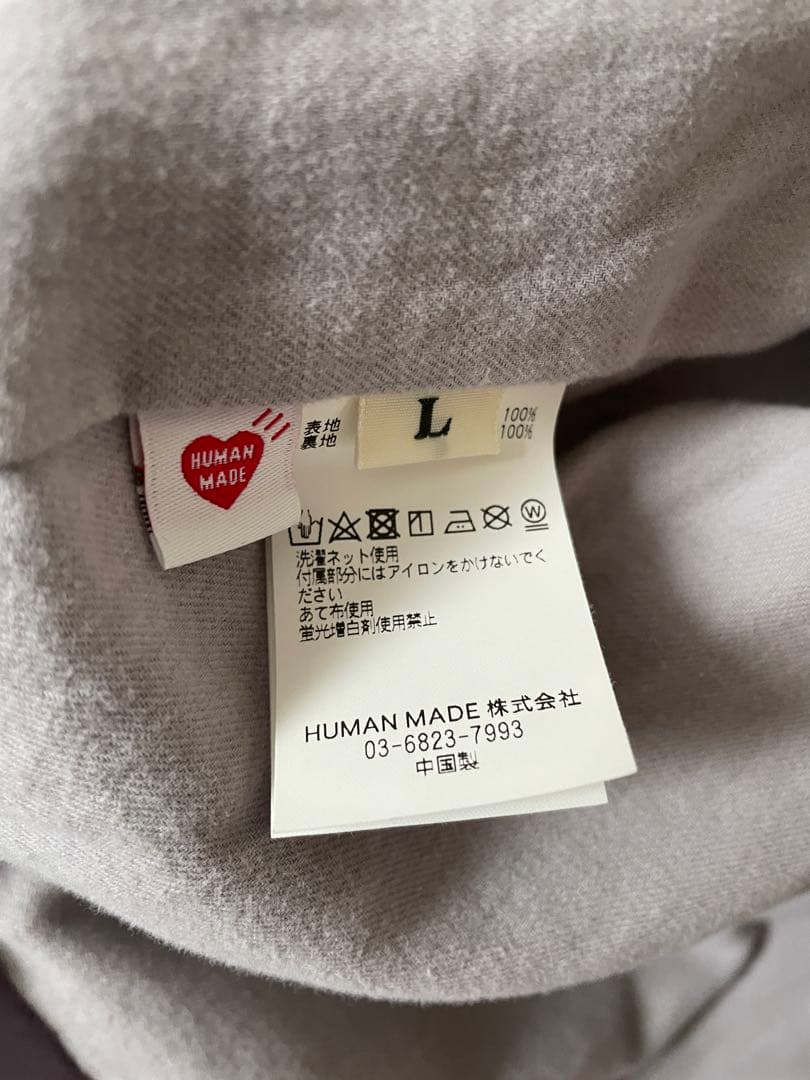 HUMAN
MADE
表地
裏地
L
100%
100%
洗濯ネット使用
付属部分にはアイロンをかけないでく
ださい
あて布使用
蛍光増白剤使用禁止
HUMAN MADE 株式会社
03-6823-7993
中国製